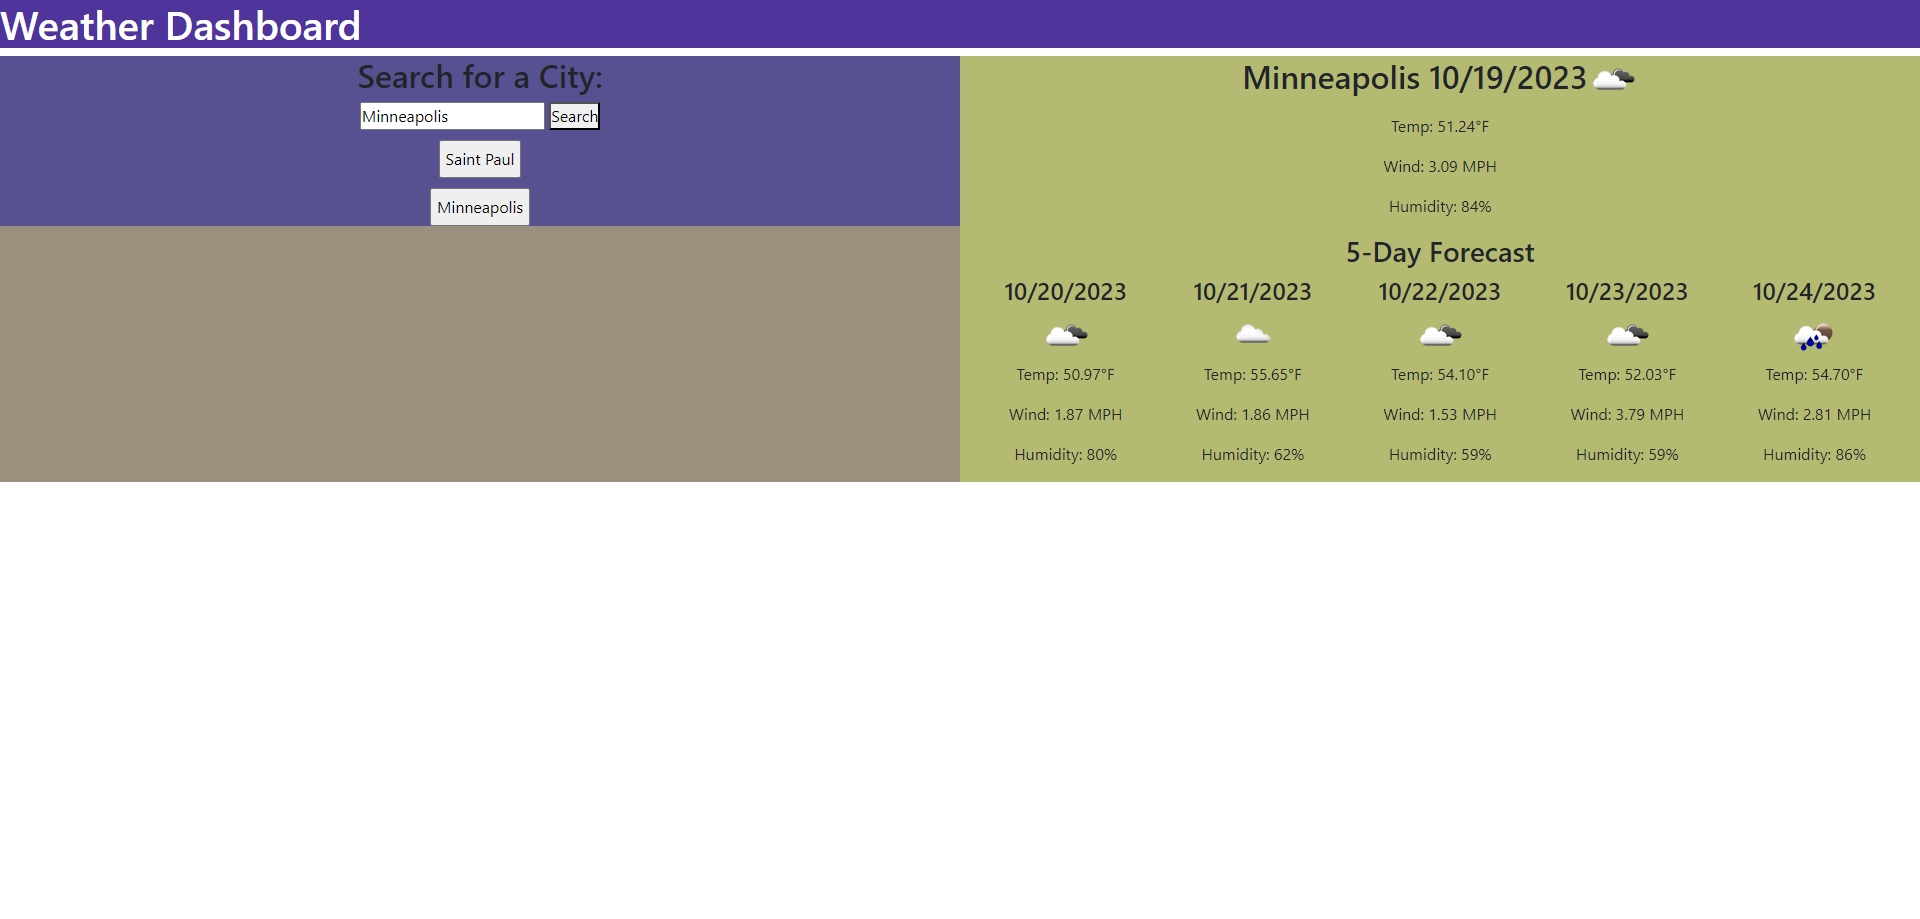 Weather Dashboard
Search for a City:
Minneapolis Search
Saint Paul
Minneapolis
Minneapolis 10/19/2023
Temp: 51.24°F
Wind: 3.09 MPH
Humidity: 84%
5-Day Forecast
10/20/2023 10/21/2023 10/22/2023 10/23/2023 10/24/2023
Temp: 50.97°F Temp: 55.65°F Temp: 54.10°F Temp: 52.03°F Temp: 54.70°F
Wind: 1.87 MPH Wind: 1.86 MPH Wind: 1.53 MPH Wind: 3.79 MPH Wind: 2.81 MPH
Humidity: 80% Humidity: 62% Humidity: 59% Humidity: 59% Humidity: 86%